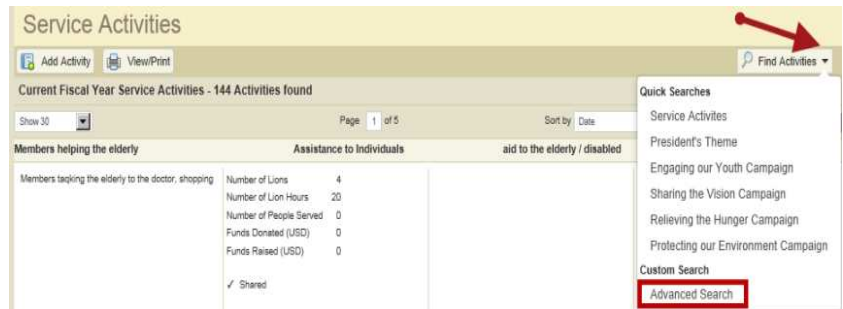 Service Activities
Add Activity View/Print Find Activities
Current Fiscal Year Service Activities - 144 Activities found
Show 30 Page 1 of 5 Sort by Date
Members helping the elderly Assistance to Individuals aid to the elderly / disabled
Members taqking the elderly to the doctor, shopping
Number of Lions 4
Number of Lion Hours 20
Number of People Served 0
Funds Donated (USD) 0
Funds Raised (USD) 0
✓ Shared
Quick Searches
Service Activites
President's Theme
Engaging our Youth Campaign
Sharing the Vision Campaign
Relieving the Hunger Campaign
Protecting our Environment Campaign
Custom Search
Advanced Search